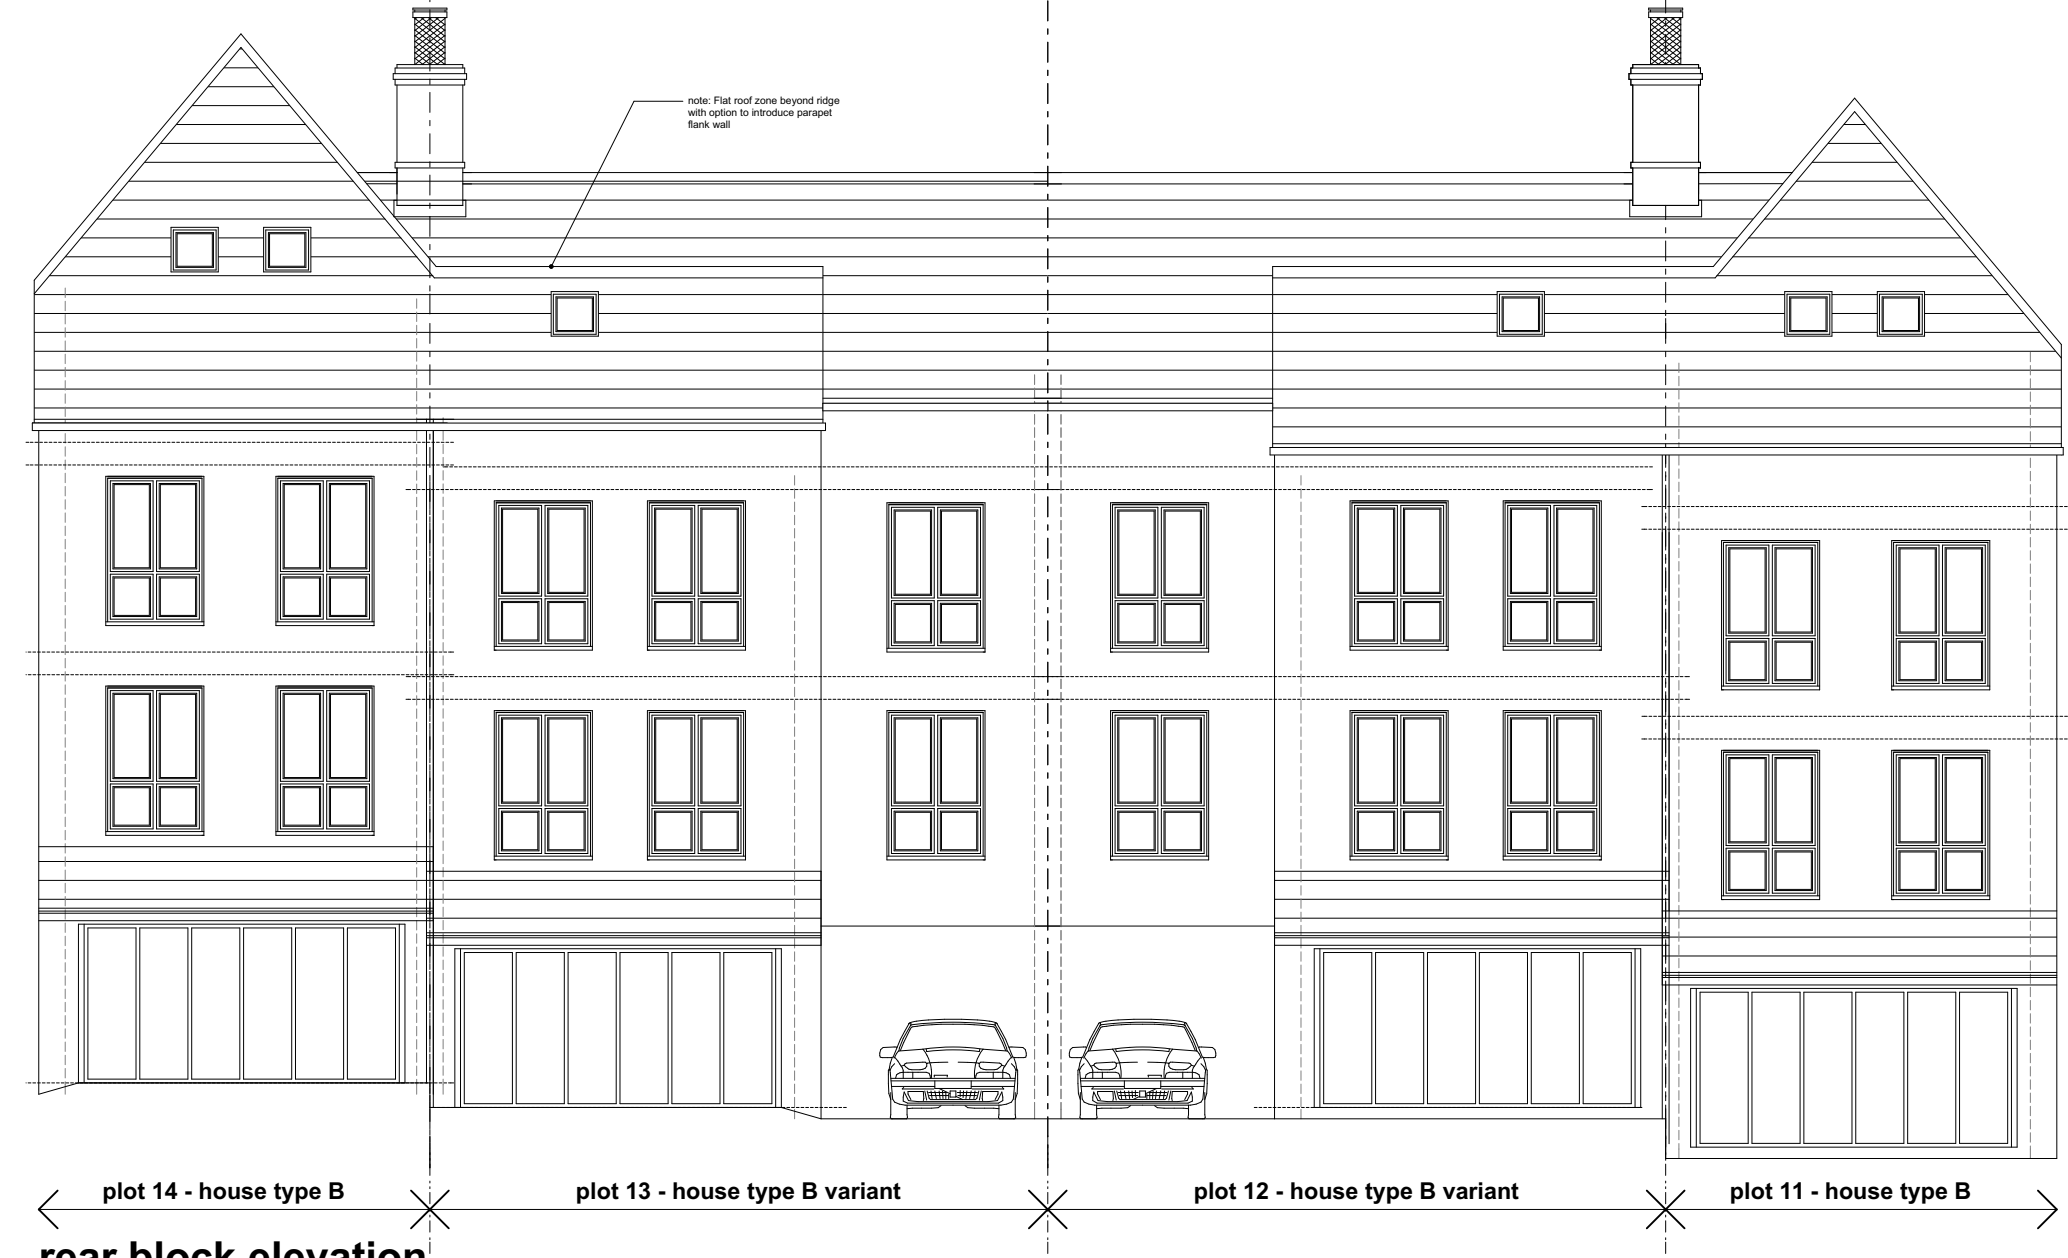 note: Flat roof zone beyond ridge
with option to introduce parapet
flank wall
plot 14 - house type B
plot 13 - house type B variant
plot 12 - house type B variant
plot 11 - house type B
rear block elevation